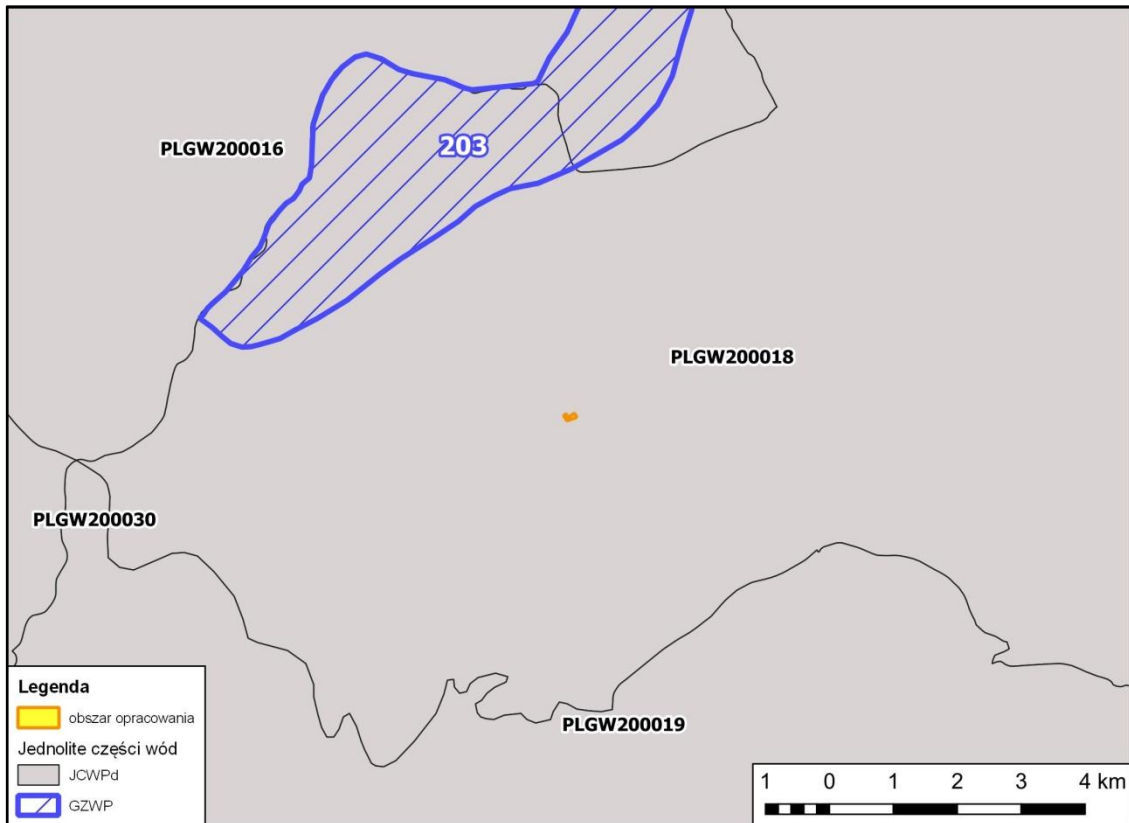 203
PLGW200016
PLGW200018
PLGW200030
PLGW200019
Legenda
obszar opracowania
Jednolite części wód
JCWPd
GZWP
1 0 1 2 3 4 km